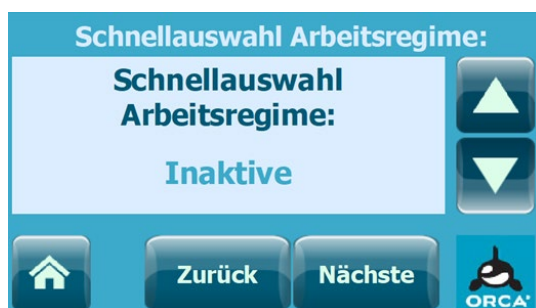 Schnellauswahl Arbeitsregime:
Schnellauswahl
Arbeitsregime:
Inaktive
Zurück
Nächste
ORCA